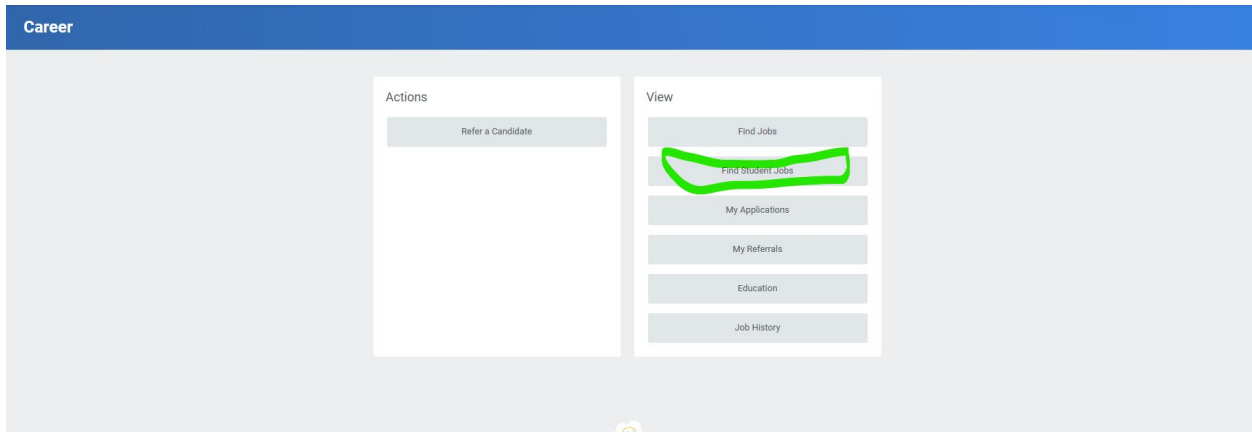 Career
Actions
Refer a Candidate
View
Find Jobs
Find Student Jobs
My Applications
My Referrals
Education
Job History